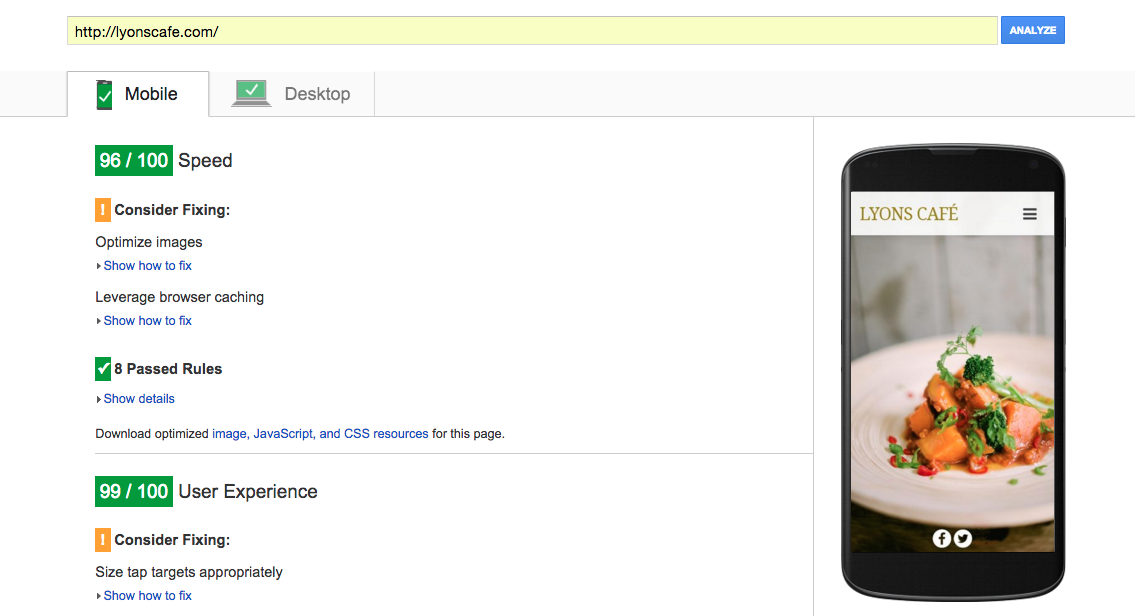 http://lyonscafe.com/
ANALYZE
Mobile
Desktop
96 / 100 Speed
! Consider Fixing:
Optimize images
Show how to fix
Leverage browser caching
Show how to fix
8 Passed Rules
Show details
Download optimized image, JavaScript, and CSS resources for this page.
99 / 100 User Experience
! Consider Fixing:
Size tap targets appropriately
Show how to fix
LYONS CAFÉ